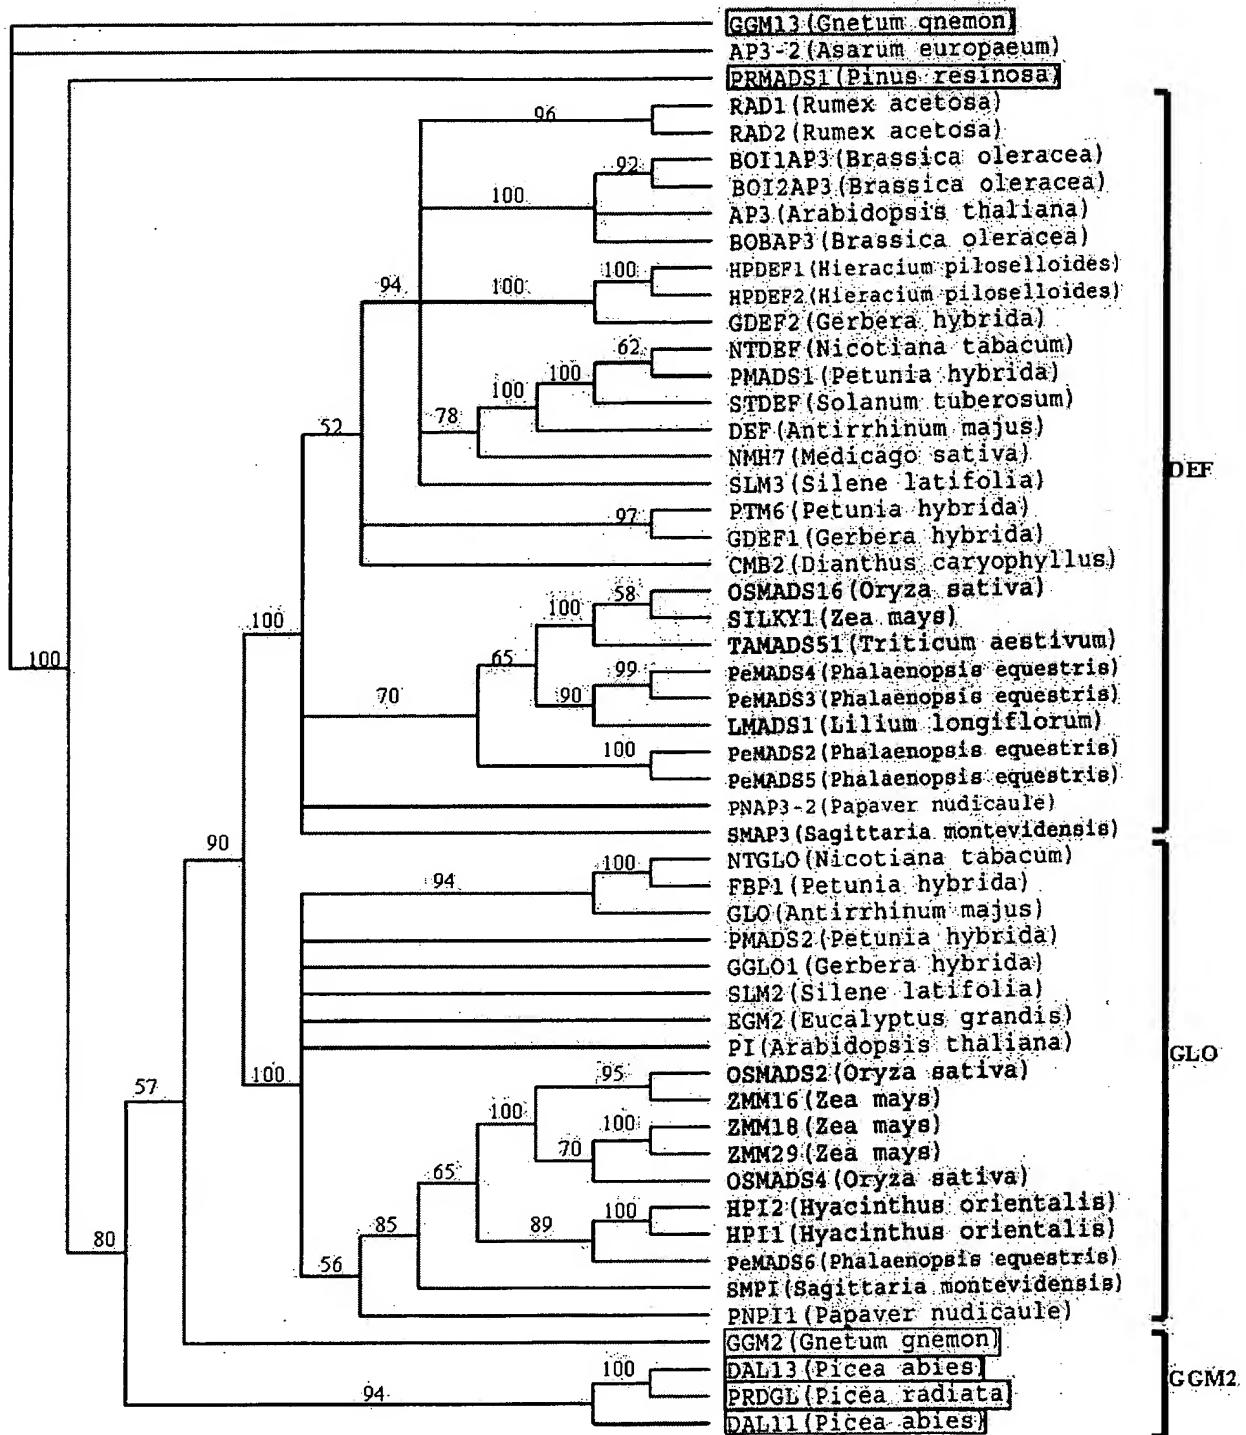 GGM13(Gnetum gnemon)
AP3-2(Asarum europaeum)
PRMADS1(Pinus resinosa)
RAD1(Rumex acetosa)
96
RAD2(Rumex acetosa)
BOI1AP3(Brassica oleracea)
92
BOI2AP3(Brassica oleracea)
100
AP3(Arabidopsis thaliana)
BOBAP3(Brassica oleracea)
HPDEF1(Hieracium piloselloides)
100
94
100
HPDEF2(Hieracium piloselloides)
GDEF2(Gerbera hybrida)
NTDEF(Nicotiana tabacum)
62
PMADS1(Petunia hybrida)
100
100
STDEF(Solanum tuberosum)
78
52
DEF(Antirrhinum majus)
NMH7(Medicago sativa)
DEF
SLM3(Silene latifolia)
PTM6(Petunia hybrida)
97
GDEF1(Gerbera hybrida)
CMB2(Dianthus caryophyllus)
OSMADS16(Oryza sativa)
58
100
SILKY1(Zea mays)
100
TAMADS51(Triticum aestivum)
100
65
99
PeMADS4(Phalaenopsis equestris)
70
90
PeMADS3(Phalaenopsis equestris)
LMADS1(Lilium longiflorum)
100
PeMADS2(Phalaenopsis equestris)
PeMADS5(Phalaenopsis equestris)
PNAP3-2(Papaver nudicaule)
SMAP3(Sagittaria montevidensis)
90
100
NTGLO(Nicotiana tabacum)
94
FBP1(Petunia hybrida)
GLO(Antirrhinum majus)
PMADS2(Petunia hybrida)
GGLO1(Gerbera hybrida)
SLM2(Silene latifolia)
EGM2(Eucalyptus grandis)
PI(Arabidopsis thaliana)
GLO
100
95
OSMADS2(Oryza sativa)
57
ZMM16(Zea mays)
100
100
ZMM18(Zea mays)
70
ZMM29(Zea mays)
65
OSMADS4(Oryza sativa)
HPI2(Hyacinthus orientalis)
100
85
89
HPI1(Hyacinthus orientalis)
80
56
PeMADS6(Phalaenopsis equestris)
SMPI(Sagittaria montevidensis)
PNPI1(Papaver nudicaule)
GGM2(Gnetum gnemon)
100
DAL13(Picea abies)
GGM2
94
PRDGL(Picea radiata)
DAL11(Picea abies)